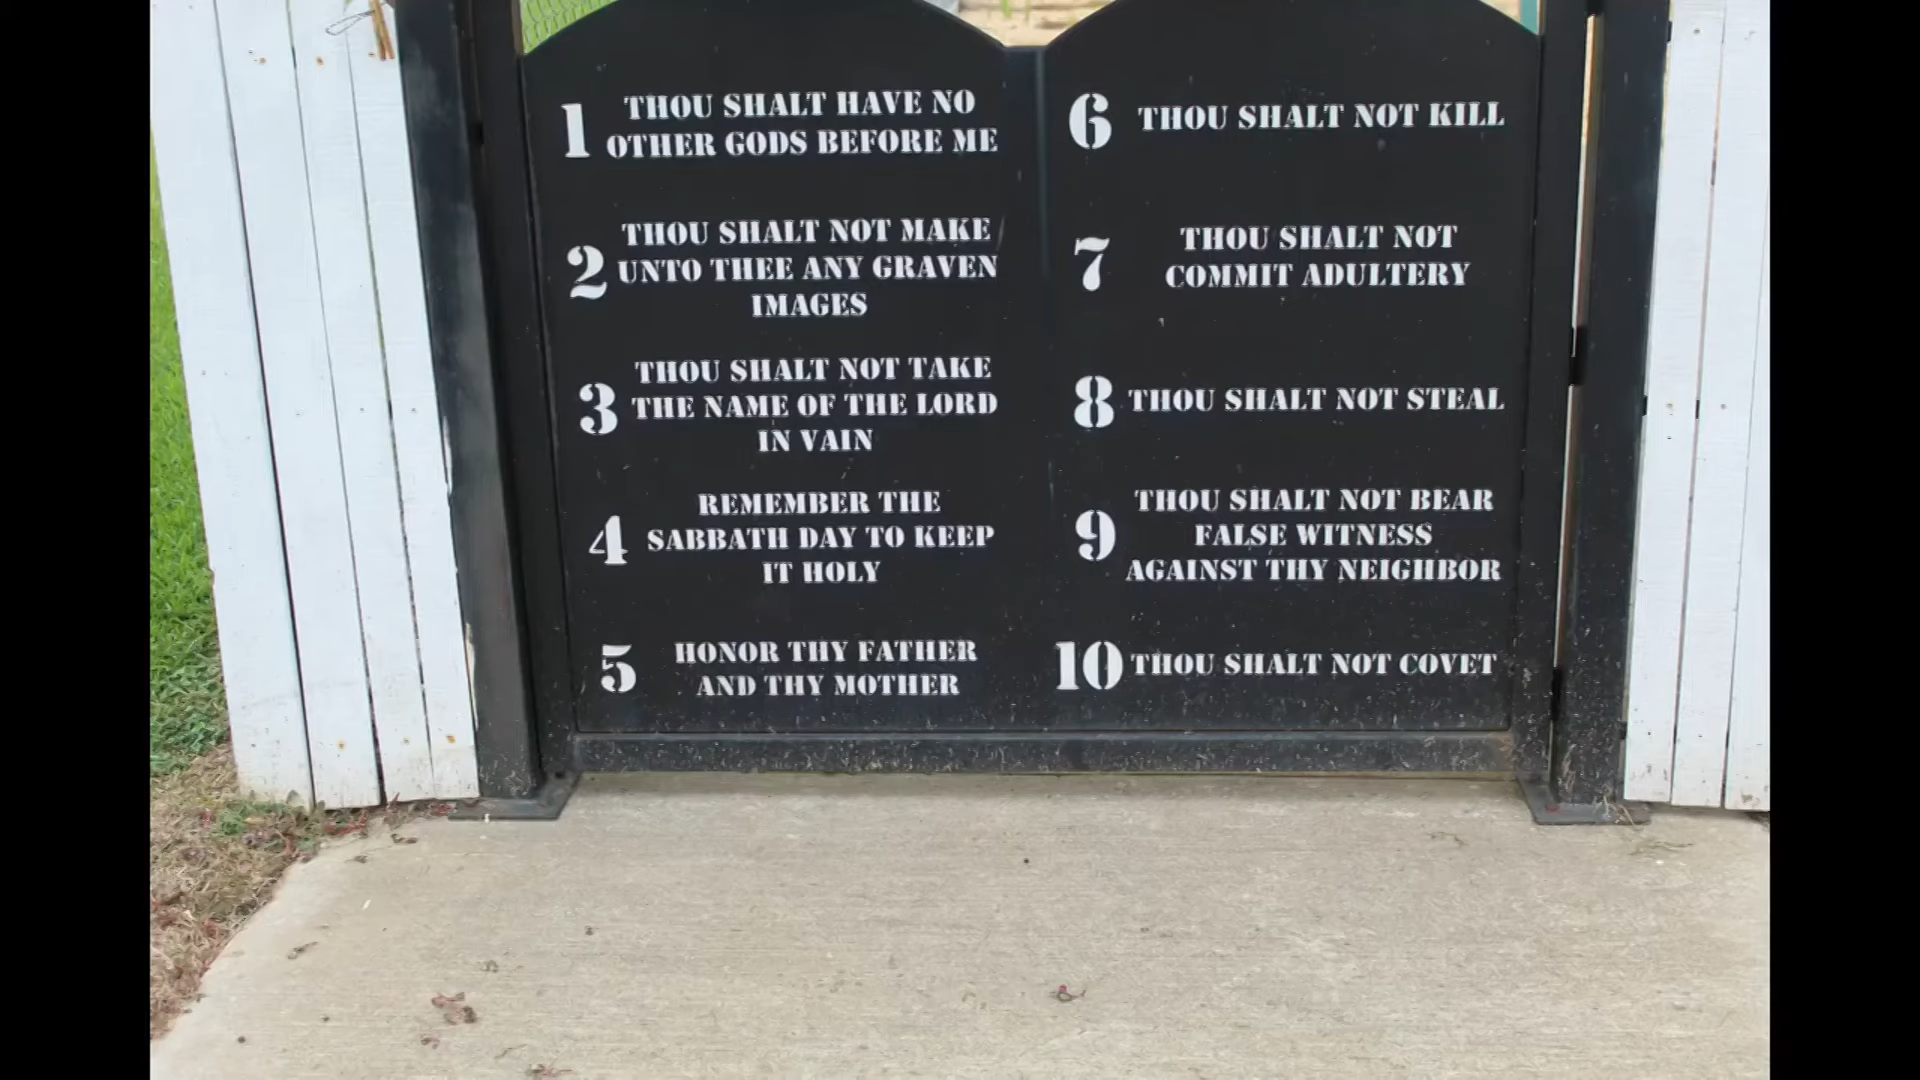 1 THOU SHALT HAVE NO
OTHER GODS BEFORE ME
2 THOU SHALT NOT MAKE
UNTO THEE ANY GRAVEN
IMAGES
3 THOU SHALT NOT TAKE
THE NAME OF THE LORD
IN VAIN
4 REMEMBER THE
SABBATH DAY TO KEEP
IT HOLY
5 HONOR THY FATHER
AND THY MOTHER
6 THOU SHALT NOT KILL
7 THOU SHALT NOT
COMMIT ADULTERY
8 THOU SHALT NOT STEAL
9 THOU SHALT NOT BEAR
FALSE WITNESS
AGAINST THY NEIGHBOR
10 THOU SHALT NOT COVET